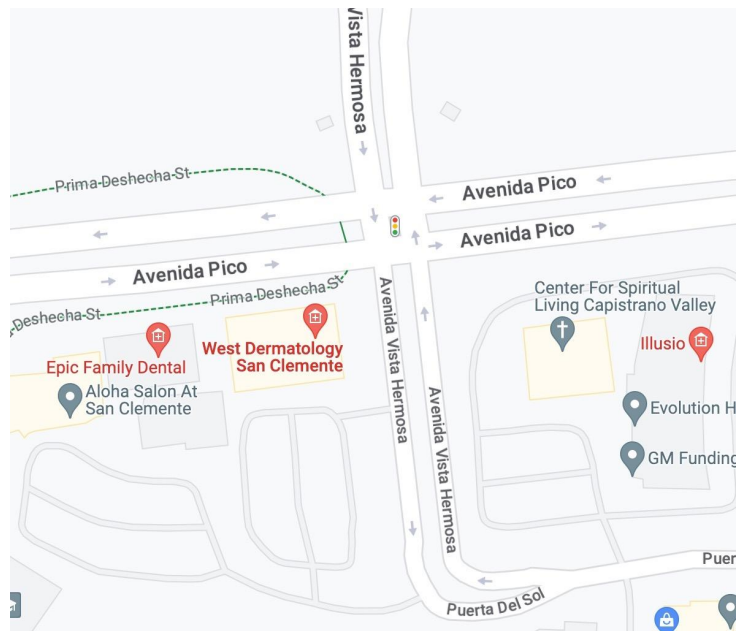 Vista Hermosa
Prima Deshecha St
Avenida Pico
Avenida Pico
Avenida Pico
Prima Deshecha St
Deshecha St
Center For Spiritual
Living Capistrano Valley
West Dermatology
San Clemente
Epic Family Dental
Illusio
Avenida Vista Hermosa
Aloha Salon At
San Clemente
Avenida Vista Hermosa
Evolution H
GM Funding
Puer
Puerta Del Sol